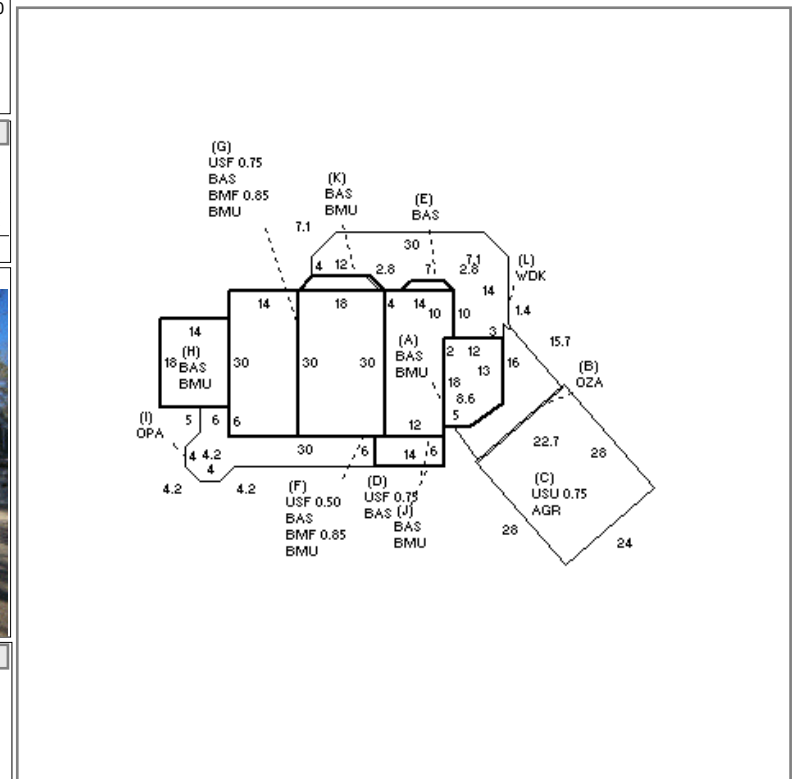 (G)
USF 0.75
BAS
BMF 0.85
BMU
(K)
BAS
BMU
(E)
BAS
7.1
30
4 12 2.8 7 7.1
2.8
(L)
WDK
14
14 18 4 14 10 10
1.4
3
14
(H)
BAS
BMU
18
30 30 30
(A)
BAS
BMU
2 12
13
16
15.7
18
8.6
5
(B)
OZA
(I)
OPA
5 6 6
12
4 4.2
4
30 6 14 6
22.7
28
4.2 4.2
(F)
USF 0.50
BAS
BMF 0.85
BMU
(D)
USF 0.75
BAS
(J)
BAS
BMU
(C)
USU 0.75
AGR
28
24